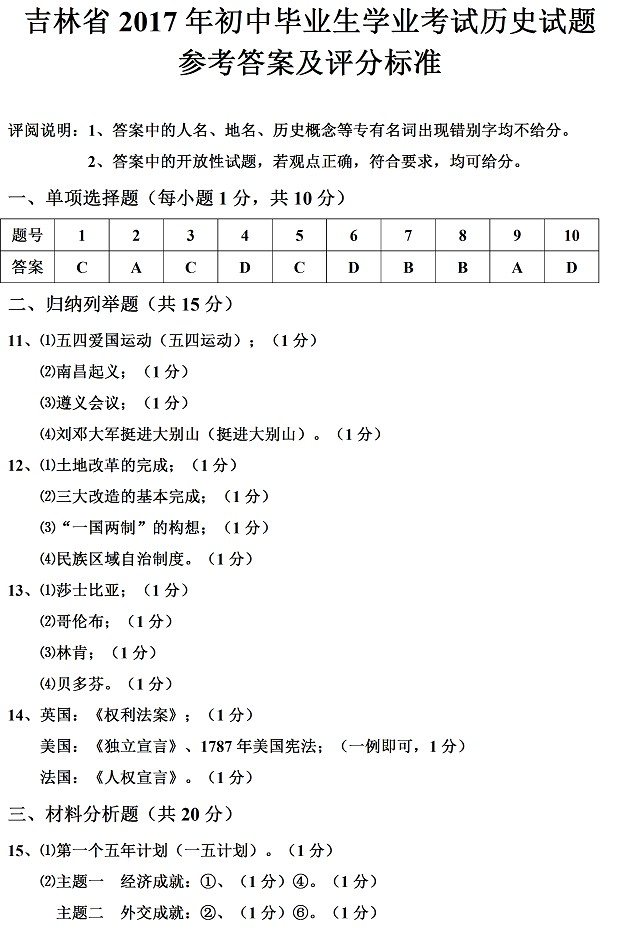 吉林省 2017 年初中毕业生学业考试历史试题
参考答案及评分标准
评阅说明：1、答案中的人名、地名、历史概念等专有名词出现错别字均不给分。
2、答案中的开放性试题，若观点正确，符合要求，均可给分。
一、单项选择题（每小题 1 分，共 10 分）
题号 1 2 3 4 5 6 7 8 9 10
答案 C A C D C D B B A D
二、归纳列举题（共 15 分）
11、⑴五四爱国运动（五四运动）；（1 分）
⑵南昌起义；（1 分）
⑶遵义会议；（1 分）
⑷刘邓大军挺进大别山（挺进大别山）。（1 分）
12、⑴土地改革的完成；（1 分）
⑵三大改造的基本完成；（1 分）
⑶“一国两制”的构想；（1 分）
⑷民族区域自治制度。（1 分）
13、⑴莎士比亚；（1 分）
⑵哥伦布；（1 分）
⑶林肯；（1 分）
⑷贝多芬。（1 分）
14、英国：《权利法案》；（1 分）
美国：《独立宣言》、1787 年美国宪法；（一例即可，1 分）
法国：《人权宣言》。（1 分）
三、材料分析题（共 20 分）
15、⑴第一个五年计划（一五计划）。（1 分）
⑵主题一 经济成就：①、（1 分）④。（1 分）
主题二 外交成就：②、（1 分）⑥。（1 分）